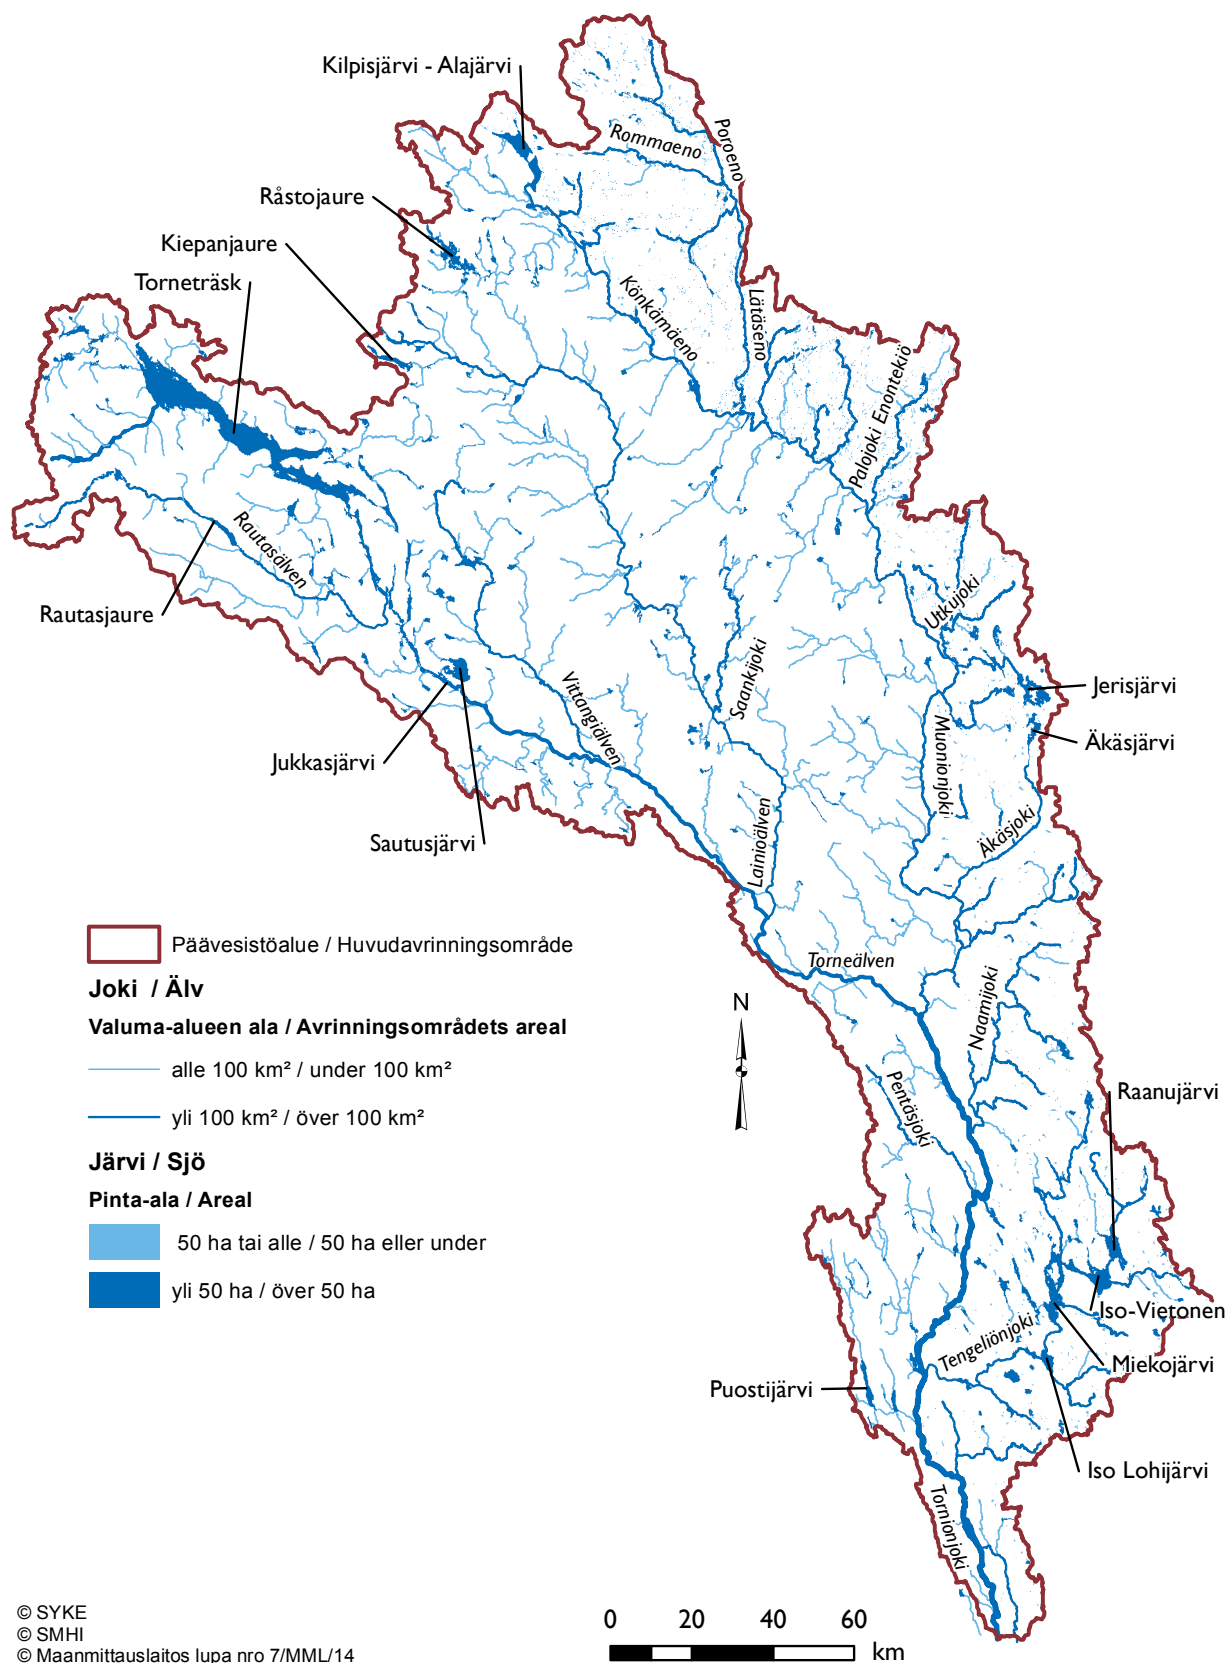 Kilpisjärvi - Alajärvi
Poroeno
Rommaeno
Råstojaure
Kiepanjaure
Torneträsk
Könkämäeno
Lätäseno
Palojoki Enontekiö
Rautasälven
Rautasjaure
Utkujoki
Saankijoki
Jerisjärvi
Vittangiälven
Muonionjoki
Äkäsjärvi
Jukkasjärvi
Sautusjärvi
Lainioälven
Äkäsjoki
Päävesistöalue / Huvudavrinningsområde
Torneälven
Joki / Älv
Valuma-alueen ala / Avrinningsområdets areal
N
Naamijoki
alle 100 km² / under 100 km²
Pentäsjoki
Raanujärvi
yli 100 km² / över 100 km²
Järvi / Sjö
Pinta-ala / Areal
50 ha tai alle / 50 ha eller under
yli 50 ha / över 50 ha
Iso-Vietonen
Tengeliönjoki
Miekojärvi
Puostijärvi
Iso Lohijärvi
Tornionjoki
© SYKE
© SMHI
© Maanmittauslaitos lupa nro 7/MML/14
0 20 40 60
km